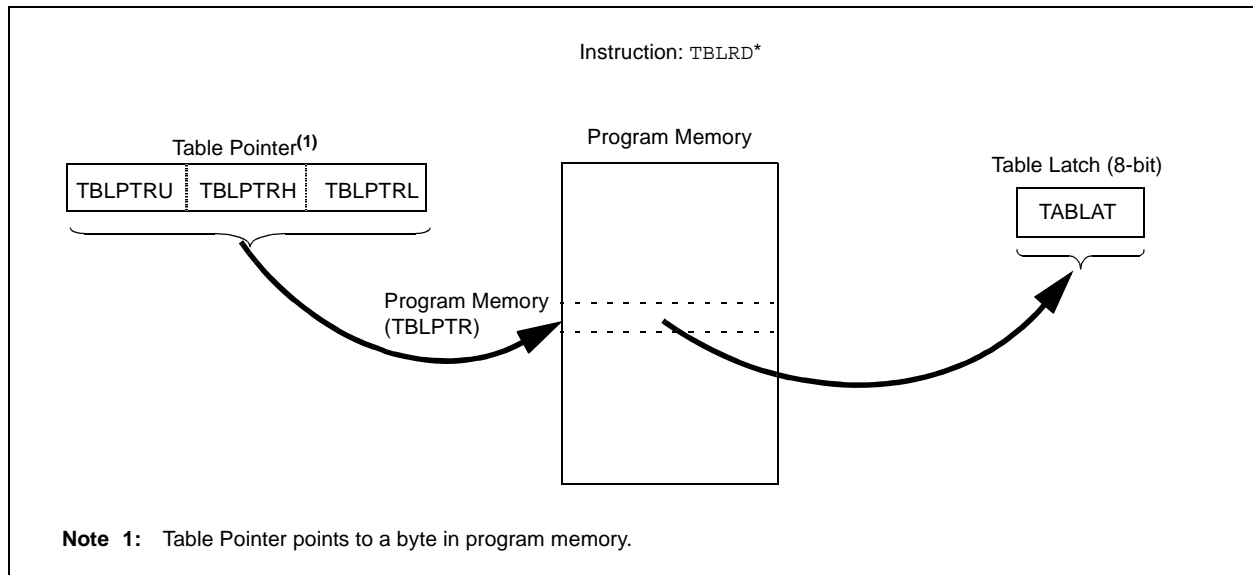 Instruction: TBLRD*
Table Pointer(1)
TBLPTRU TBLPTRH TBLPTRL
Program Memory
Table Latch (8-bit)
TABLAT
Program Memory
(TBLPTR)
Note 1: Table Pointer points to a byte in program memory.